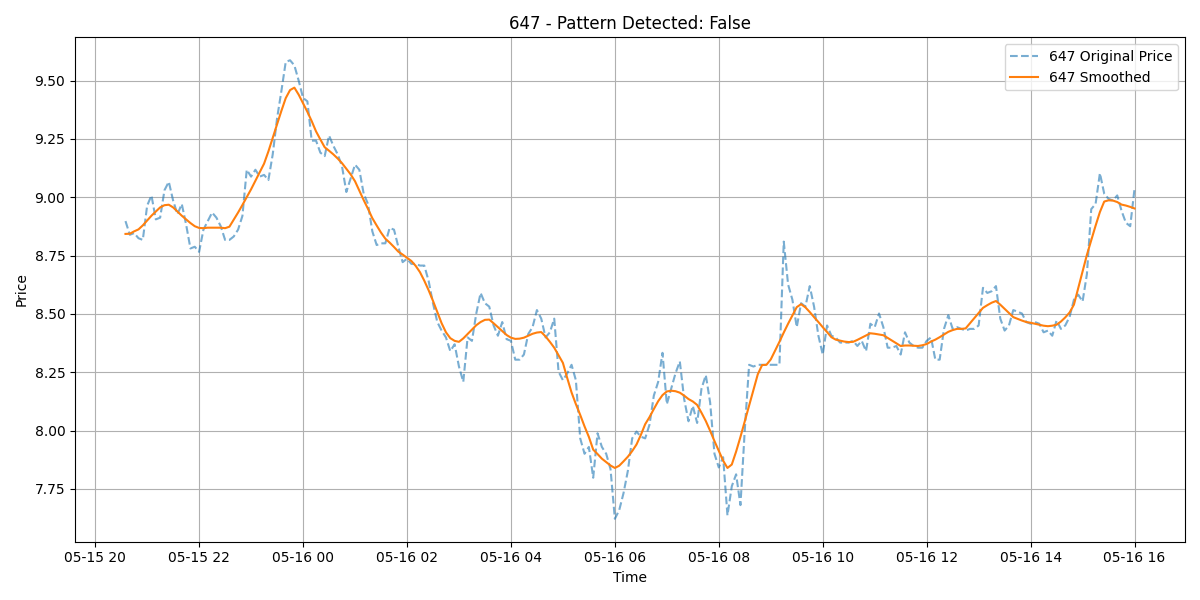 647 - Pattern Detected: False
647 Original Price
647 Smoothed
Price
9.50
9.25
9.00
8.75
8.50
8.25
8.00
7.75
05-15 20 05-15 22 05-16 00 05-16 02 05-16 04 05-16 06 05-16 08 05-16 10 05-16 12 05-16 14 05-16 16
Time